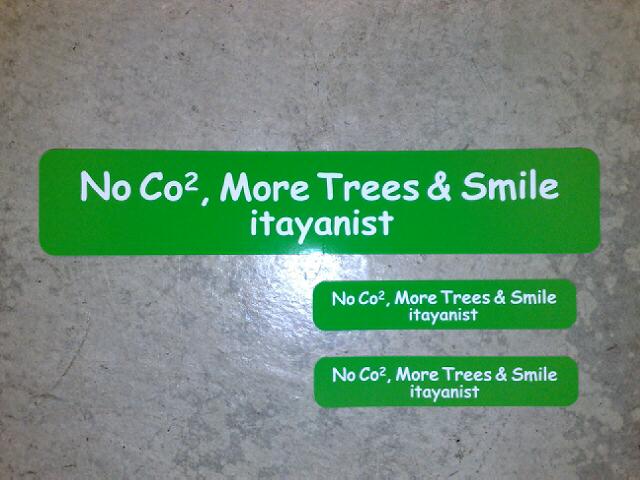 No Co², More Trees & Smile
itayanist
No Co², More Trees & Smile
itayanist
No Co², More Trees & Smile
itayanist